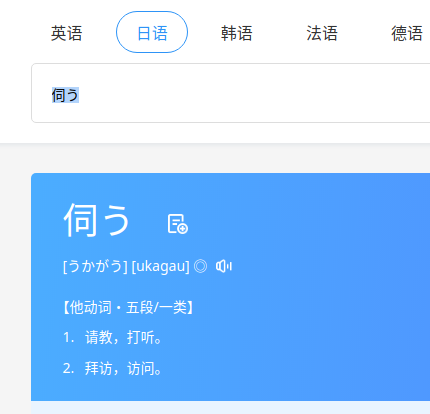 英语 日语 韩语 法语 德语
伺う
伺う
[うかがう] [ukagau] ◎
【他动词・五段/一类】
1. 请教，打听。
2. 拜访，访问。